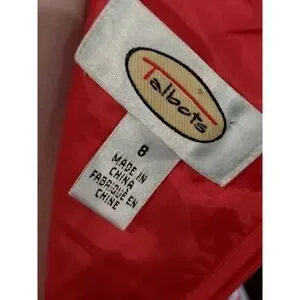 Talbots
8
MADE IN
CHINA
FABRIQUÉ EN
CHINE